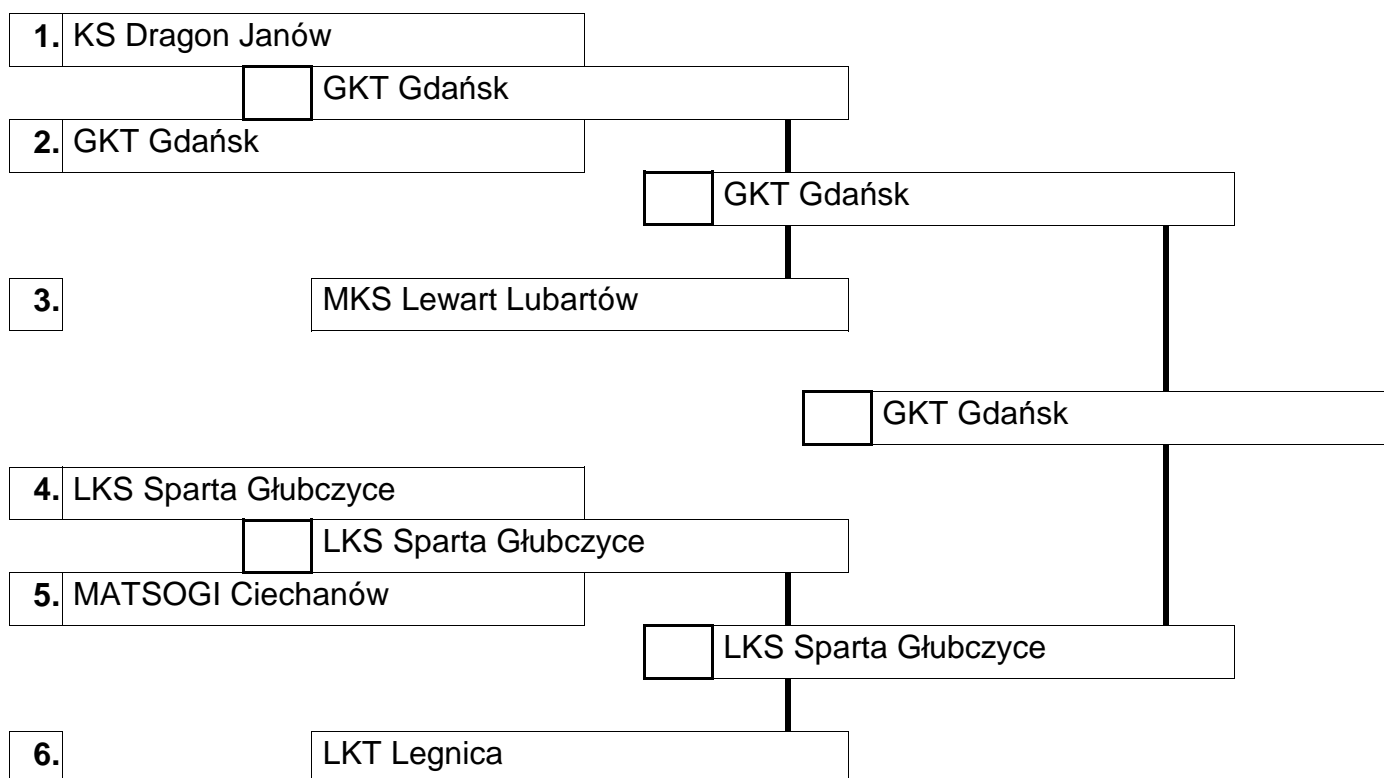 1. KS Dragon Janów
GKT Gdańsk
2. GKT Gdańsk
GKT Gdańsk
3. MKS Lewart Lubartów
GKT Gdańsk
4. LKS Sparta Głubczyce
LKS Sparta Głubczyce
5. MATSOGI Ciechanów
LKS Sparta Głubczyce
6. LKT Legnica